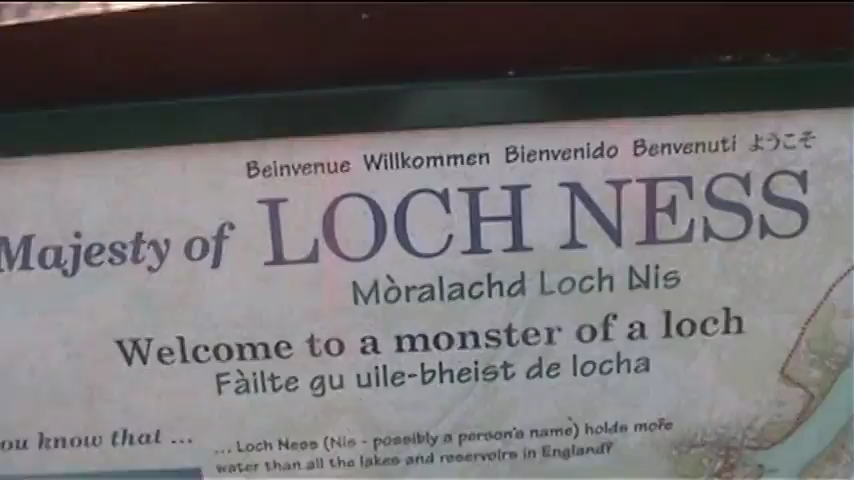 Beinvenue Willkommen Bienvenido Benvenuti ようこそ
Majesty of LOCH NESS
Mòralachd Loch Nis
Welcome to a monster of a loch
Fàilte gu uile-bheist de locha
ou know that ...
... Loch Ness (Nis - possibly a person's name) holds more
water than all the lakes and reservoirs in England?